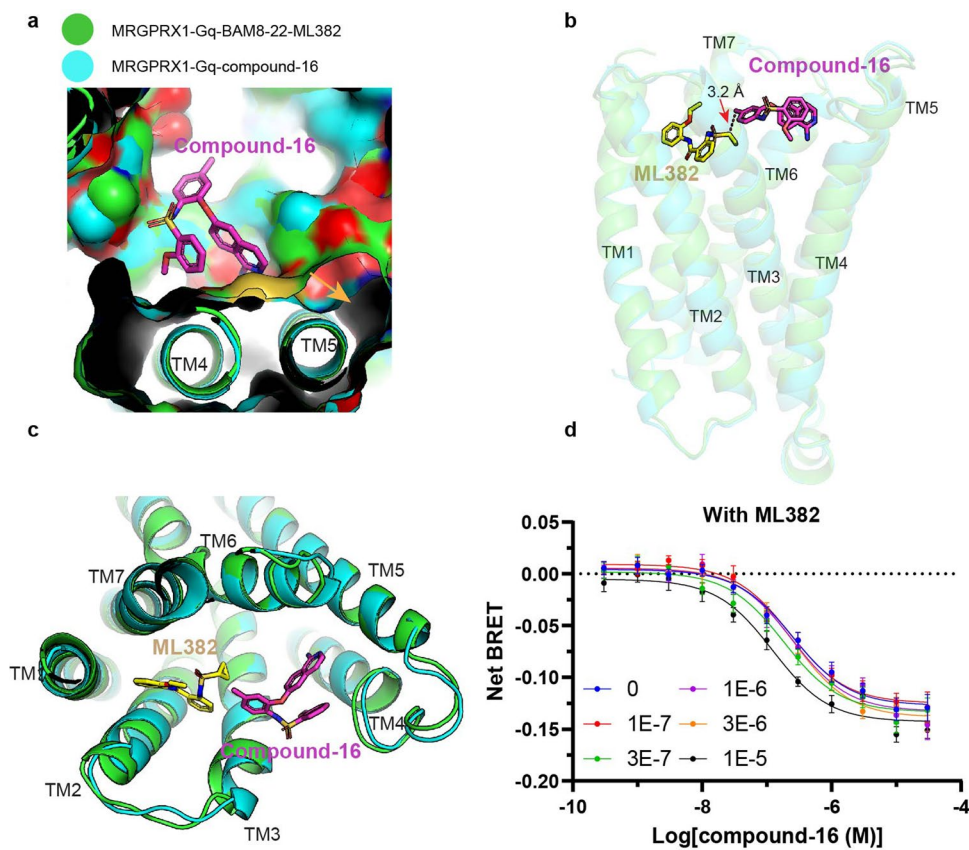 a
MRGPRX1-Gq-BAM8-22-ML382
MRGPRX1-Gq-compound-16
Compound-16
TM4
TM5
b
TM7
Compound-16
3.2 Å
TM5
ML382
TM6
TM1
TM3
TM4
TM2
c
TM6
TM7
TM5
ML382
TM1
TM4
Compound-16
TM2
TM3
d
With ML382
0.05
0.00
-0.05
-0.10
-0.15
-0.20
Net BRET
0
1E-6
1E-7
3E-6
3E-7
1E-5
-10
-8
-6
-4
Log[compound-16 (M)]